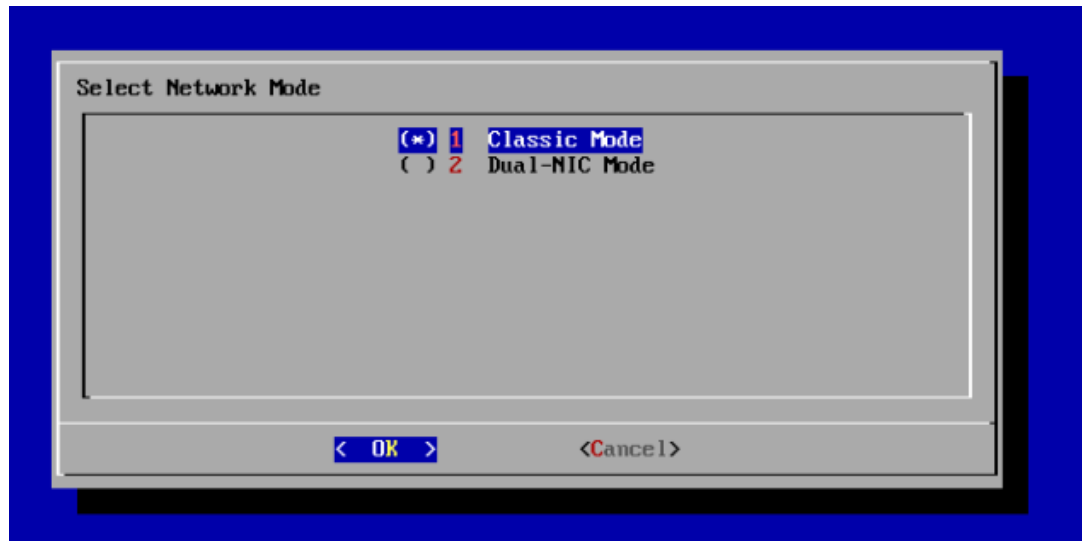 Select Network Mode
(*) 1 Classic Mode
( ) 2 Dual-NIC Mode
< OK > <Cancel>